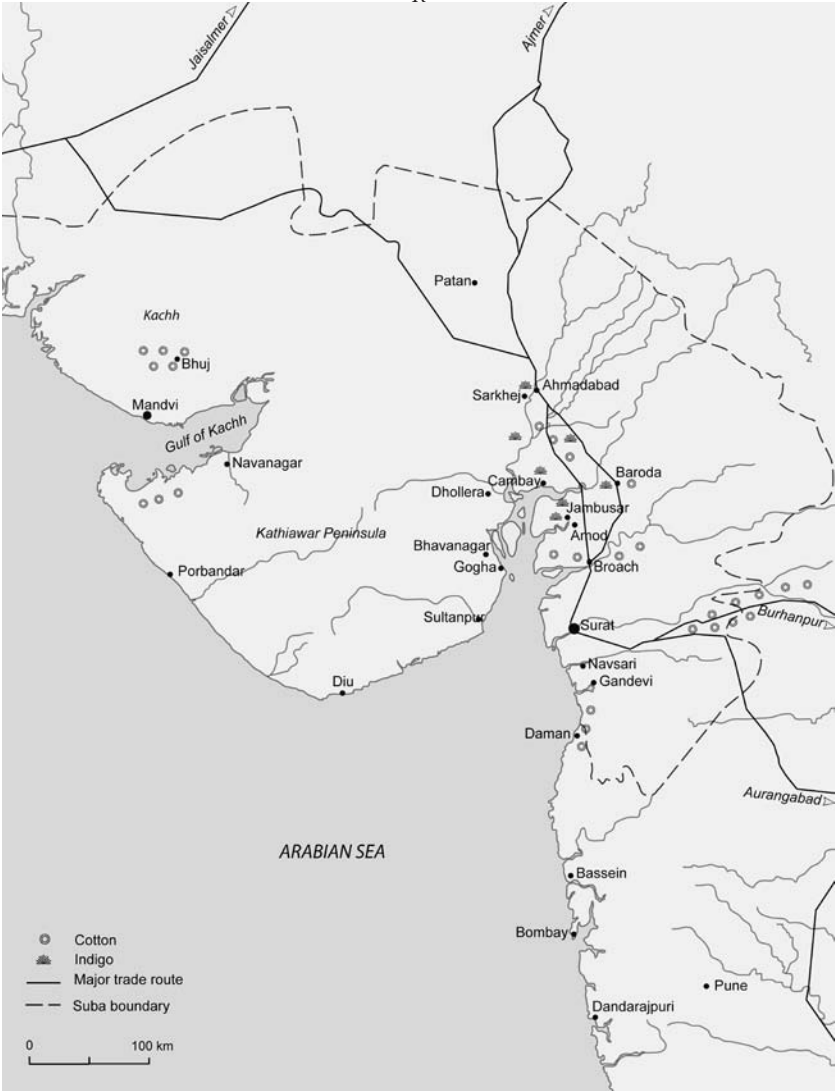 Jaisalmer
Ajmer
Patan
Kachh
Bhuj
Mandvi
Gulf of Kachh
Navanagar
Sarkhej
Ahmadabad
Dhollera
Cambay
Baroda
Jambusar
Amod
Kathiawar Peninsula
Bhavanagar
Gogha
Broach
Porbandar
Sultanpur
Surat
Burhanpur
Navsari
Gandevi
Diu
Daman
Aurangabad
ARABIAN SEA
Bassein
Bombay
Pune
Dandarajpuri
Cotton
Indigo
Major trade route
Suba boundary
0 100 km